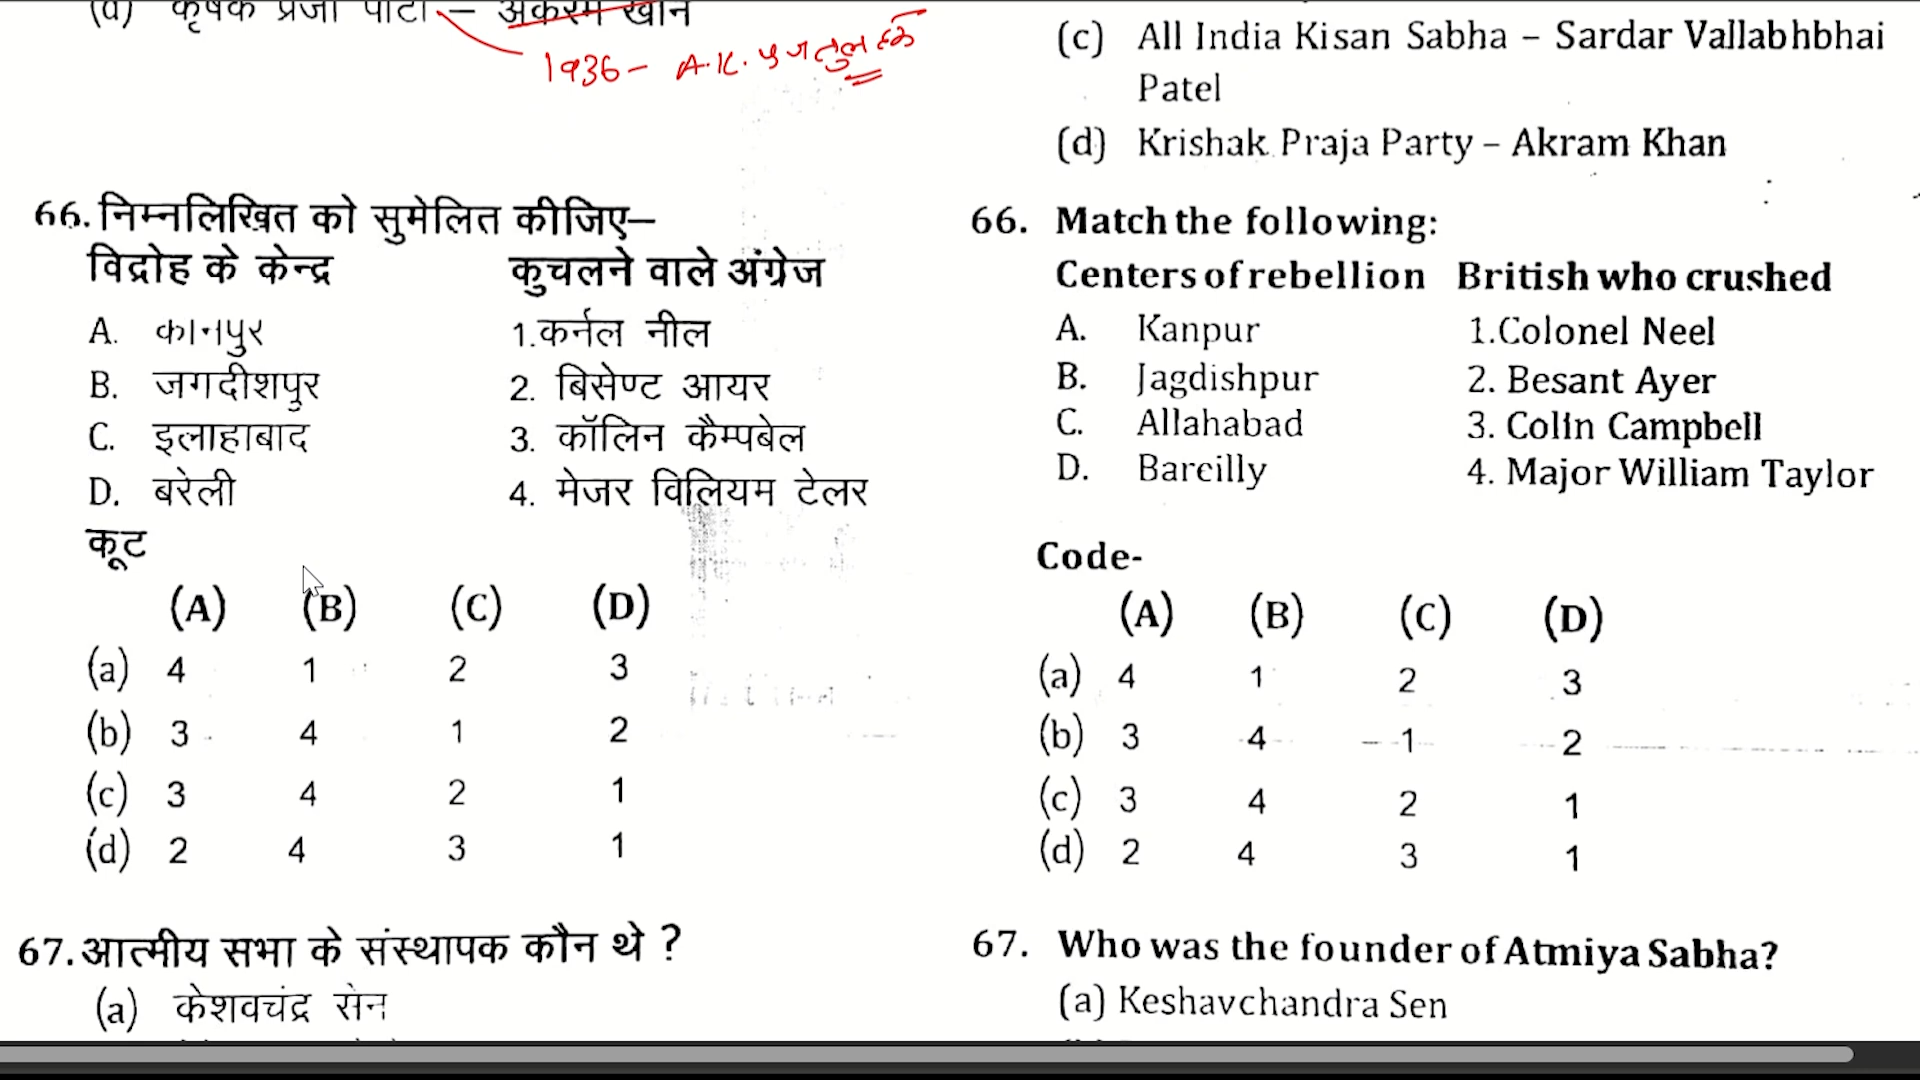 (d) कृषक प्रजा पार्टी – अकरम खान
1936 – A.K.
66. निम्नलिखित को सुमेलित कीजिए–
विद्रोह के केन्द्र कुचलने वाले अंग्रेज
A. कानपुर 1.कर्नल नील
B. जगदीशपुर 2. बिसेण्ट आयर
C. इलाहाबाद 3. कॉलिन कैम्पबेल
D. बरेली 4. मेजर विलियम टेलर
कूट
(A) (B) (C) (D)
(a) 4 1 2 3
(b) 3 4 1 2
(c) 3 4 2 1
(d) 2 4 3 1
67. आत्मीय सभा के संस्थापक कौन थे ?
(a) केशवचंद्र सेन
(c) All India Kisan Sabha – Sardar Vallabhbhai
Patel
(d) Krishak Praja Party – Akram Khan
66. Match the following:
Centers of rebellion British who crushed
A. Kanpur 1.Colonel Neel
B. Jagdishpur 2. Besant Ayer
C. Allahabad 3. Colin Campbell
D. Bareilly 4. Major William Taylor
Code-
(A) (B) (C) (D)
(a) 4 1 2 3
(b) 3 4 1 2
(c) 3 4 2 1
(d) 2 4 3 1
67. Who was the founder of Atmiya Sabha?
(a) Keshavchandra Sen